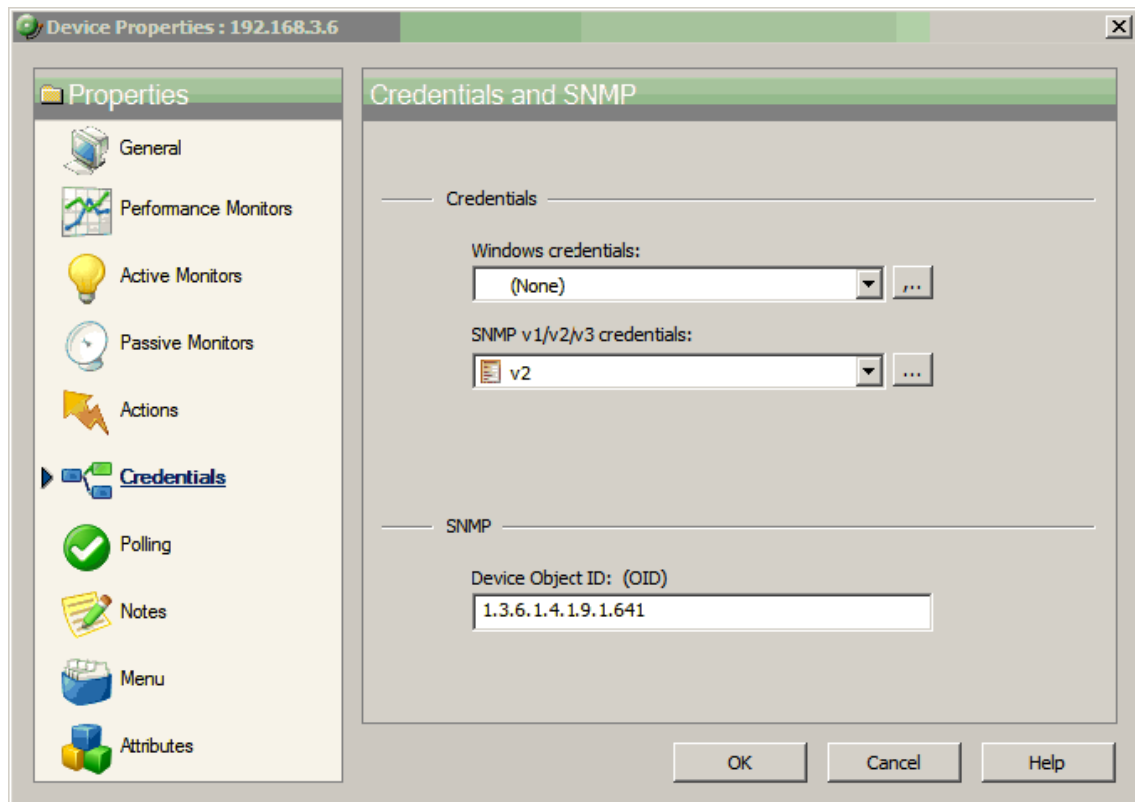 Device Properties : 192.168.3.6
Properties
General
Performance Monitors
Active Monitors
Passive Monitors
Actions
Credentials
Polling
Notes
Menu
Attributes
Credentials and SNMP
Credentials
Windows credentials:
(None)
...
SNMP v1/v2/v3 credentials:
v2
...
SNMP
Device Object ID: (OID)
1.3.6.1.4.1.9.1.641
OK
Cancel
Help